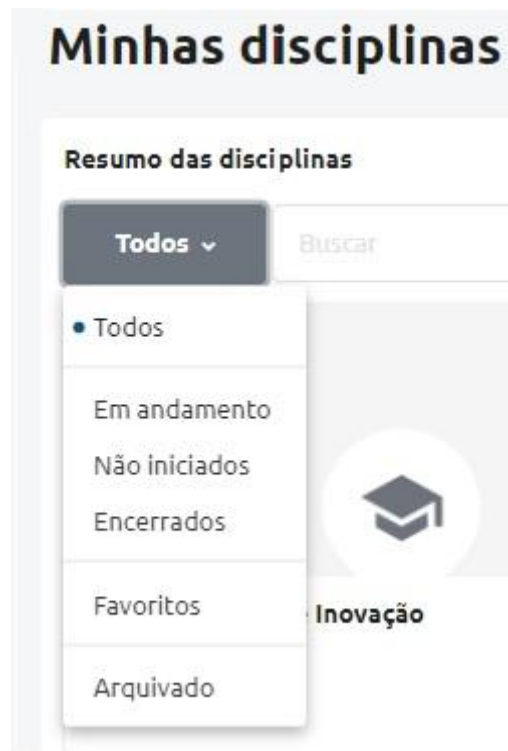 Minhas disciplinas
Resumo das disciplinas
Todos
Buscar
Todos
Em andamento
Não iniciados
Encerrados
Favoritos
Inovação
Arquivado